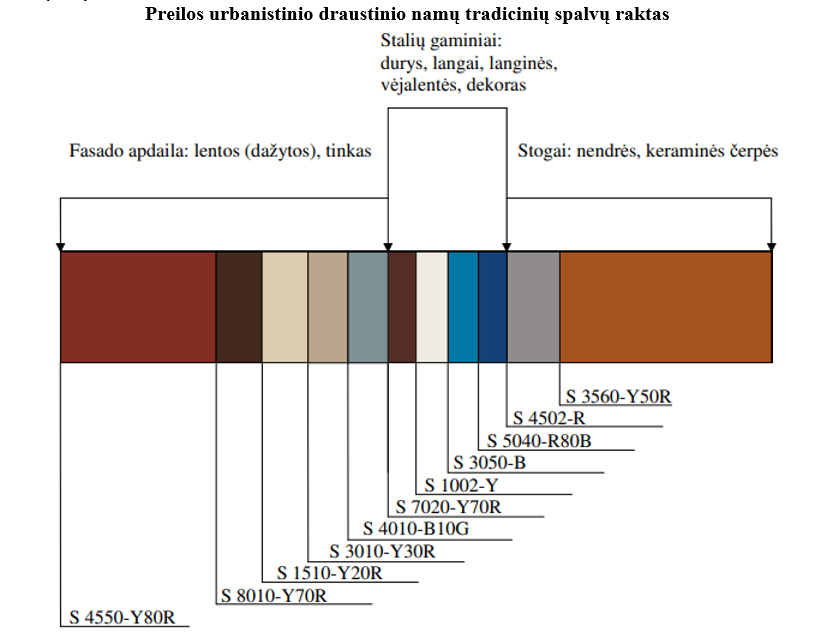 Preilos urbanistinio draustinio namų tradicinių spalvų raktas
Stalių gaminiai:
durys, langai, langinės,
vėjalentės, dekoras
Fasado apdaila: lentos (dažytos), tinkas
Stogai: nendrės, keraminės čerpės
S 3560-Y50R
S 4502-R
S 5040-R80B
S 3050-B
S 1002-Y
S 7020-Y70R
S 4010-B10G
S 3010-Y30R
S 1510-Y20R
S 8010-Y70R
S 4550-Y80R